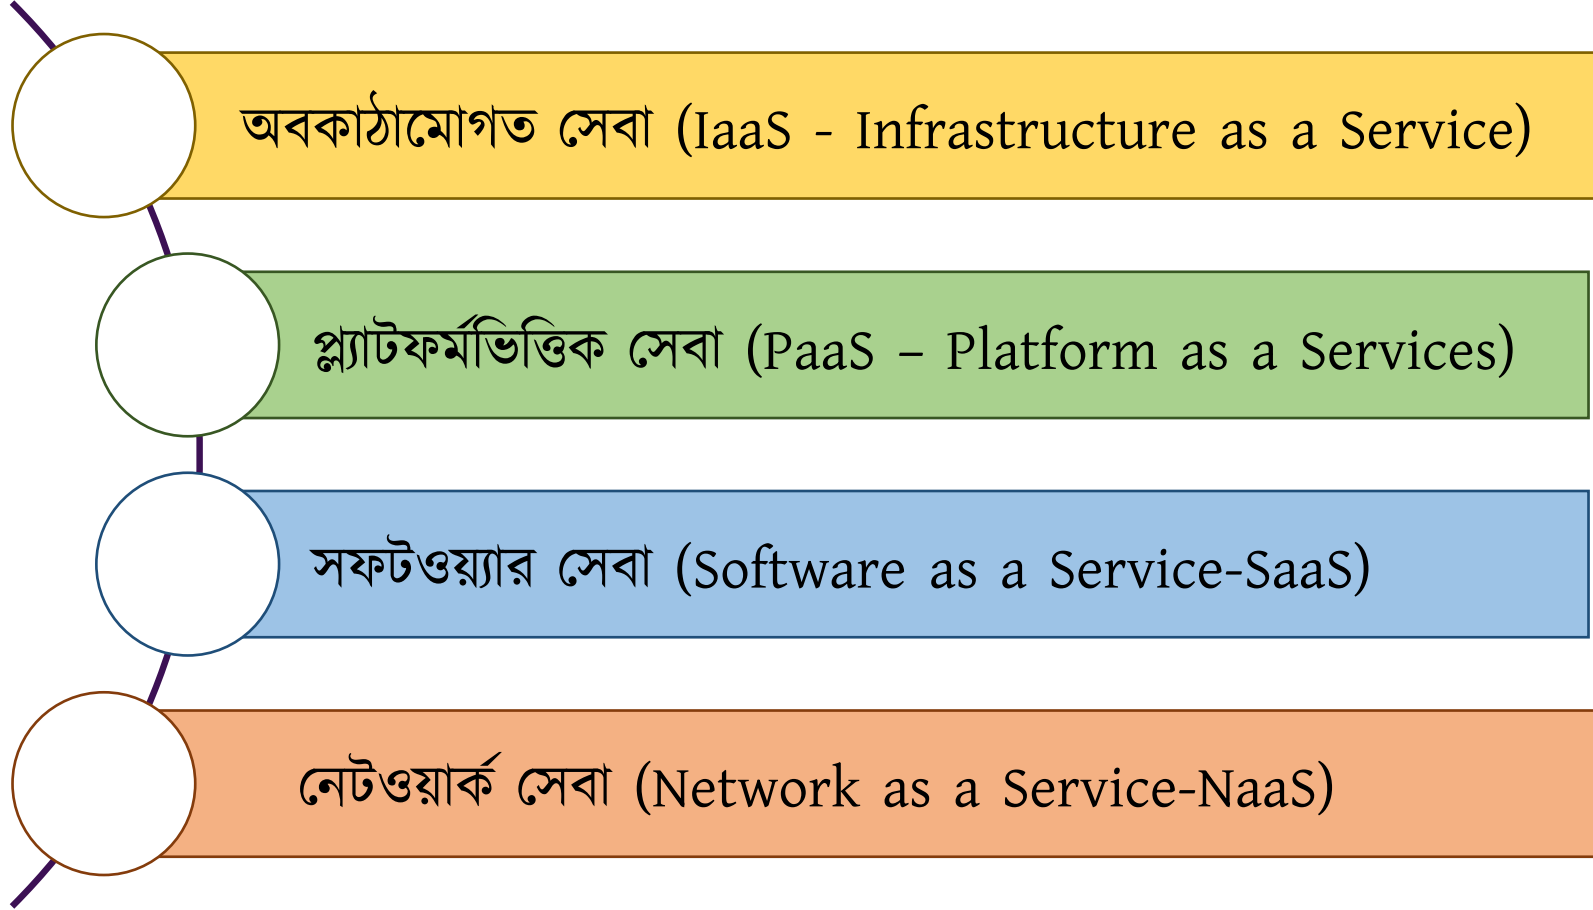 অবকাঠামোগত সেবা (IaaS - Infrastructure as a Service)
প্ল্যাটফর্মভিত্তিক সেবা (PaaS – Platform as a Services)
সফটওয়্যার সেবা (Software as a Service-SaaS)
নেটওয়ার্ক সেবা (Network as a Service-NaaS)